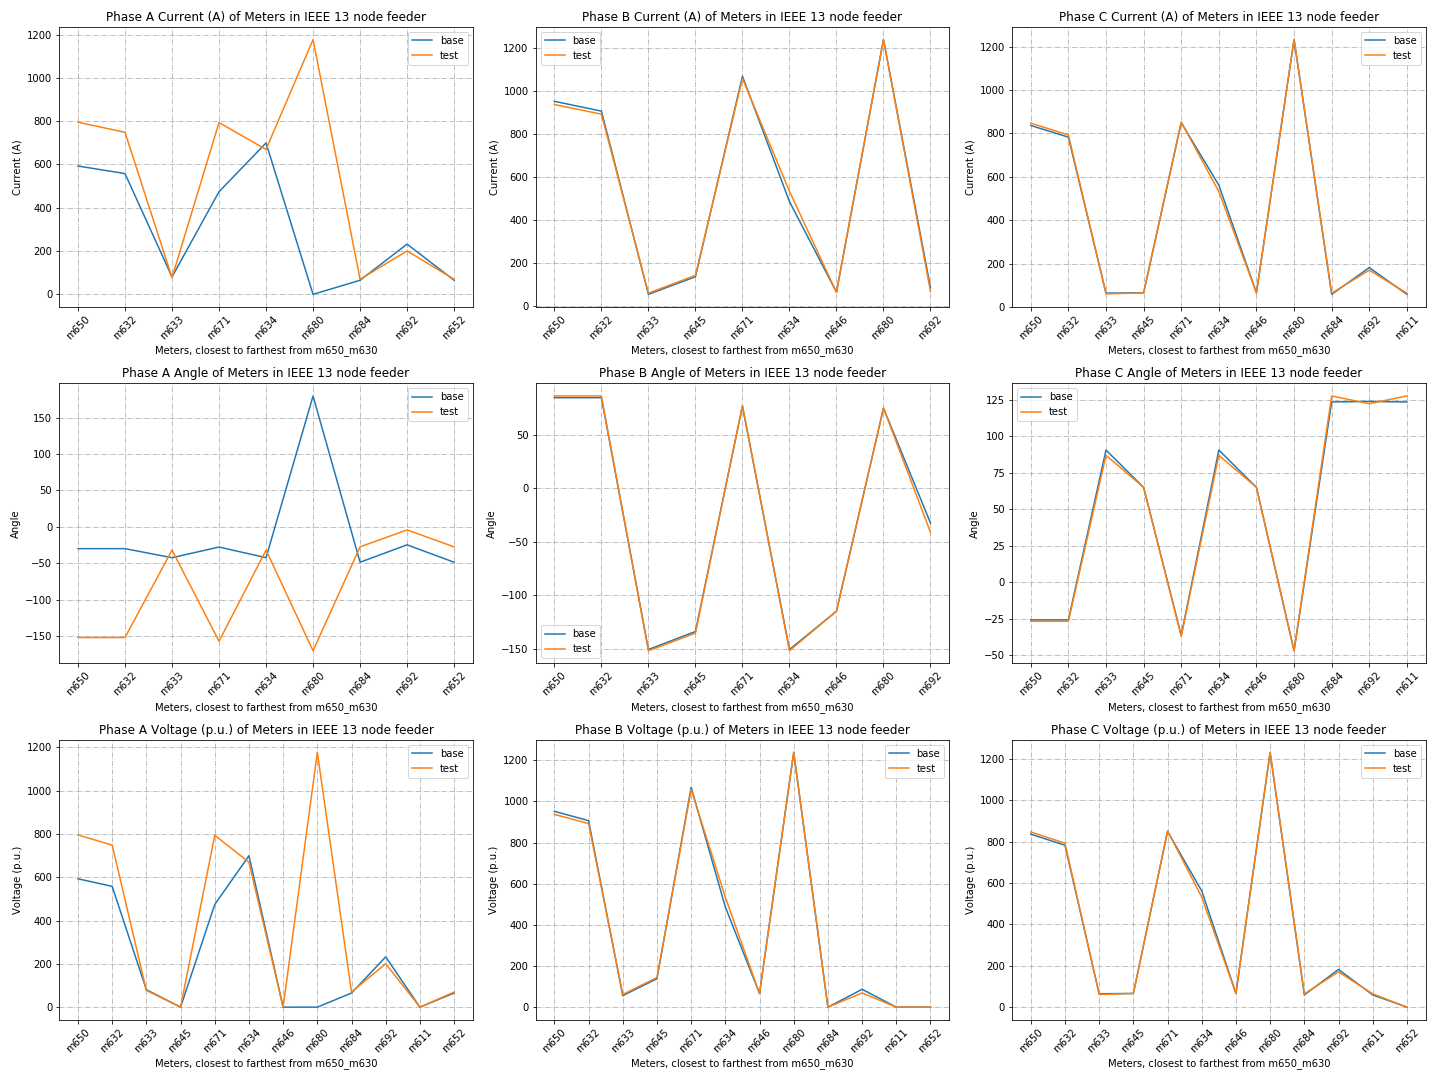 Phase A Current (A) of Meters in IEEE 13 node feeder
Current (A)
1200
1000
800
600
400
200
0
base
test
m650 m632 m633 m671 m634 m680 m684 m692 m652
Meters, closest to farthest from m650_m630
Phase B Current (A) of Meters in IEEE 13 node feeder
Current (A)
1200
1000
800
600
400
200
0
base
test
m650 m632 m633 m645 m671 m634 m646 m680 m692
Meters, closest to farthest from m650_m630
Phase C Current (A) of Meters in IEEE 13 node feeder
Current (A)
1200
1000
800
600
400
200
0
base
test
m650 m632 m633 m645 m671 m634 m646 m680 m684 m692 m611
Meters, closest to farthest from m650_m630
Phase A Angle of Meters in IEEE 13 node feeder
Angle
150
100
50
0
−50
−100
−150
base
test
m650 m632 m633 m671 m634 m680 m684 m692 m652
Meters, closest to farthest from m650_m630
Phase B Angle of Meters in IEEE 13 node feeder
Angle
50
0
−50
−100
−150
base
test
m650 m632 m633 m645 m671 m634 m646 m680 m692
Meters, closest to farthest from m650_m630
Phase C Angle of Meters in IEEE 13 node feeder
Angle
125
100
75
50
25
0
−25
−50
base
test
m650 m632 m633 m645 m671 m634 m646 m680 m684 m692 m611
Meters, closest to farthest from m650_m630
Phase A Voltage (p.u.) of Meters in IEEE 13 node feeder
Voltage (p.u.)
1200
1000
800
600
400
200
0
base
test
m650 m632 m633 m645 m671 m634 m646 m680 m684 m692 m611 m652
Meters, closest to farthest from m650_m630
Phase B Voltage (p.u.) of Meters in IEEE 13 node feeder
Voltage (p.u.)
1200
1000
800
600
400
200
0
base
test
m650 m632 m633 m645 m671 m634 m646 m680 m684 m692 m611 m652
Meters, closest to farthest from m650_m630
Phase C Voltage (p.u.) of Meters in IEEE 13 node feeder
Voltage (p.u.)
1200
1000
800
600
400
200
0
base
test
m650 m632 m633 m645 m671 m634 m646 m680 m684 m692 m611 m652
Meters, closest to farthest from m650_m630